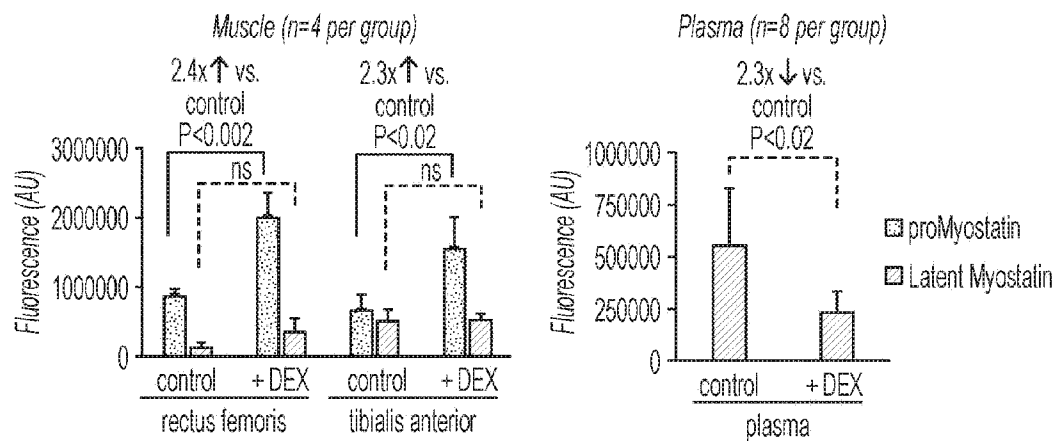 Muscle (n=4 per group)
2.4x↑ vs.
control
P<0.002
2.3x↑ vs.
control
P<0.02
ns
ns
Fluorescence (AU)
3000000
2000000
1000000
0
control
+ DEX
control
+ DEX
rectus femoris
tibialis anterior
Plasma (n=8 per group)
2.3x↓ vs.
control
P<0.02
Fluorescence (AU)
1000000
750000
500000
250000
0
control
+ DEX
plasma
proMyostatin
Latent Myostatin